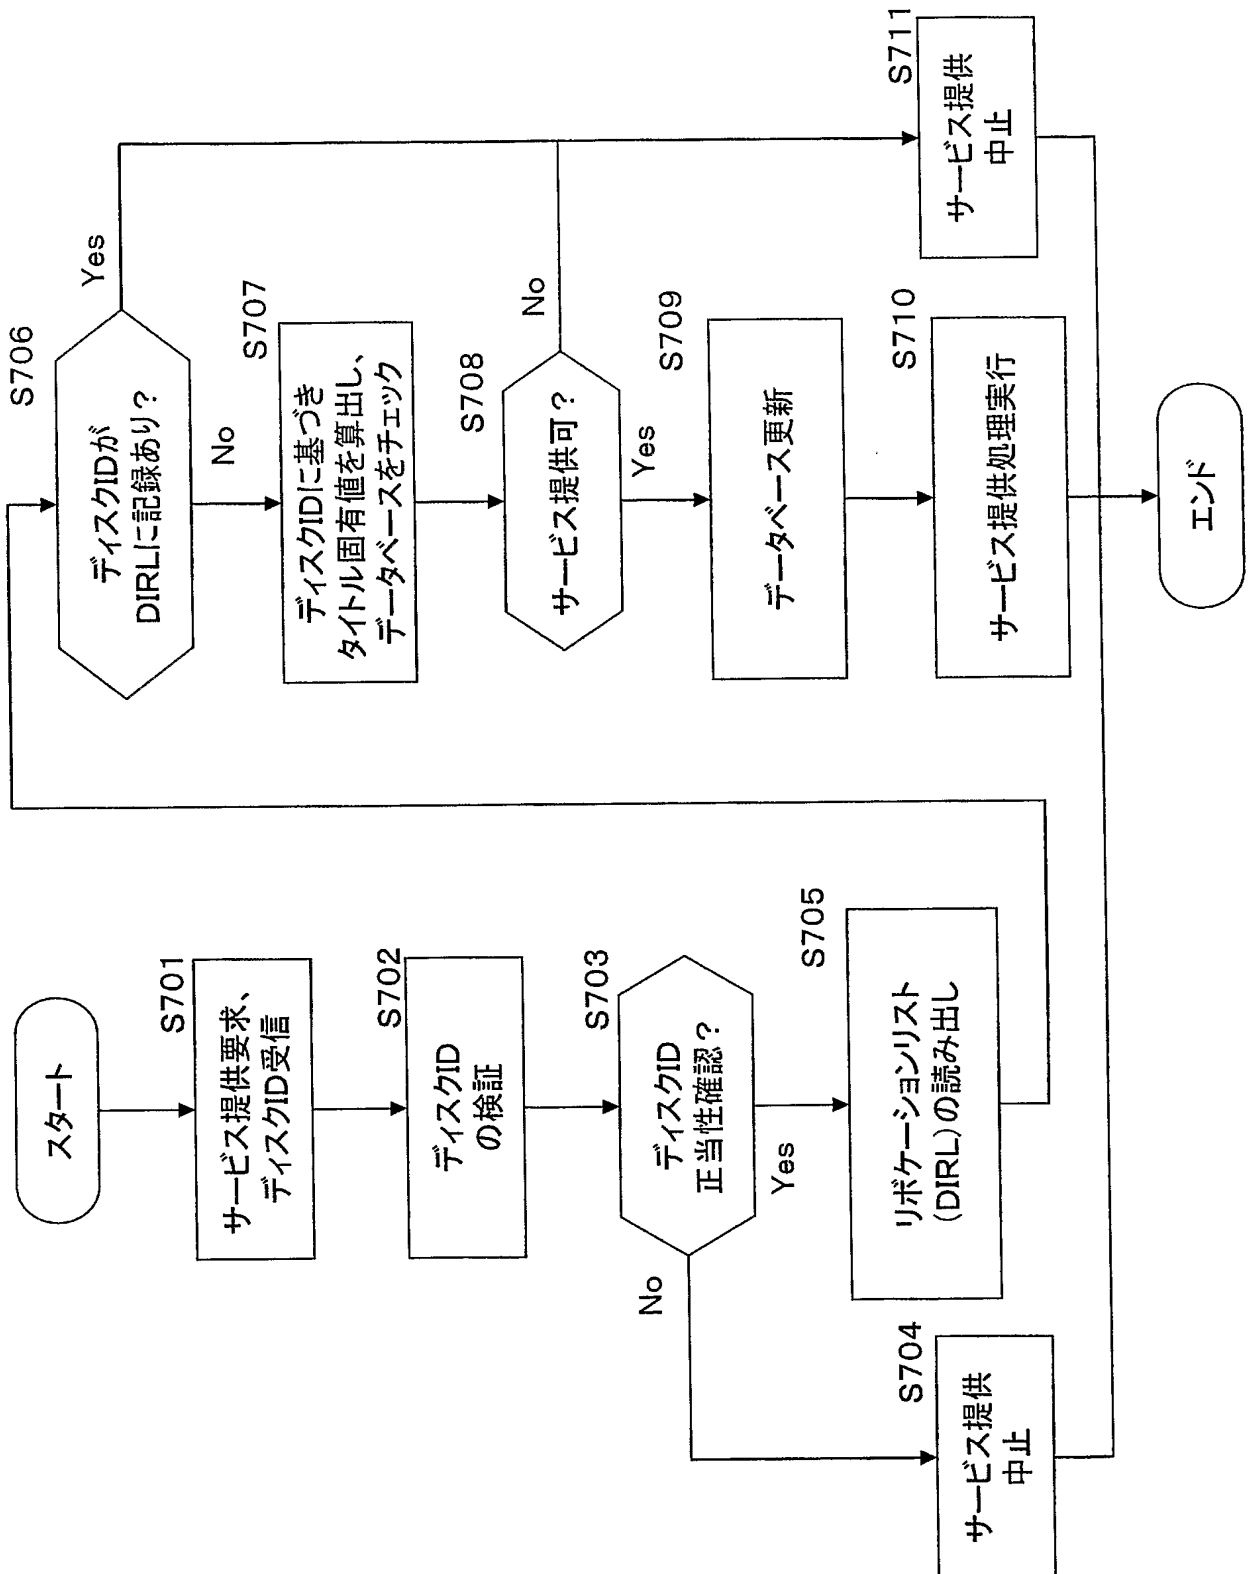 スタート
S701
サービス提供要求、
ディスクID受信
S702
ディスクID
の検証
S703
ディスクID
正当性確認？
No
Yes
S704
サービス提供
中止
S705
リボケーションリスト
(DIRL)の読み出し
S706
ディスクIDが
DIRLに記録あり？
Yes
No
S707
ディスクIDに基づき
タイトル固有値を算出し、
データベースをチェック
S708
サービス提供可？
No
Yes
S709
データベース更新
S710
サービス提供処理実行
S711
サービス提供
中止
エンド